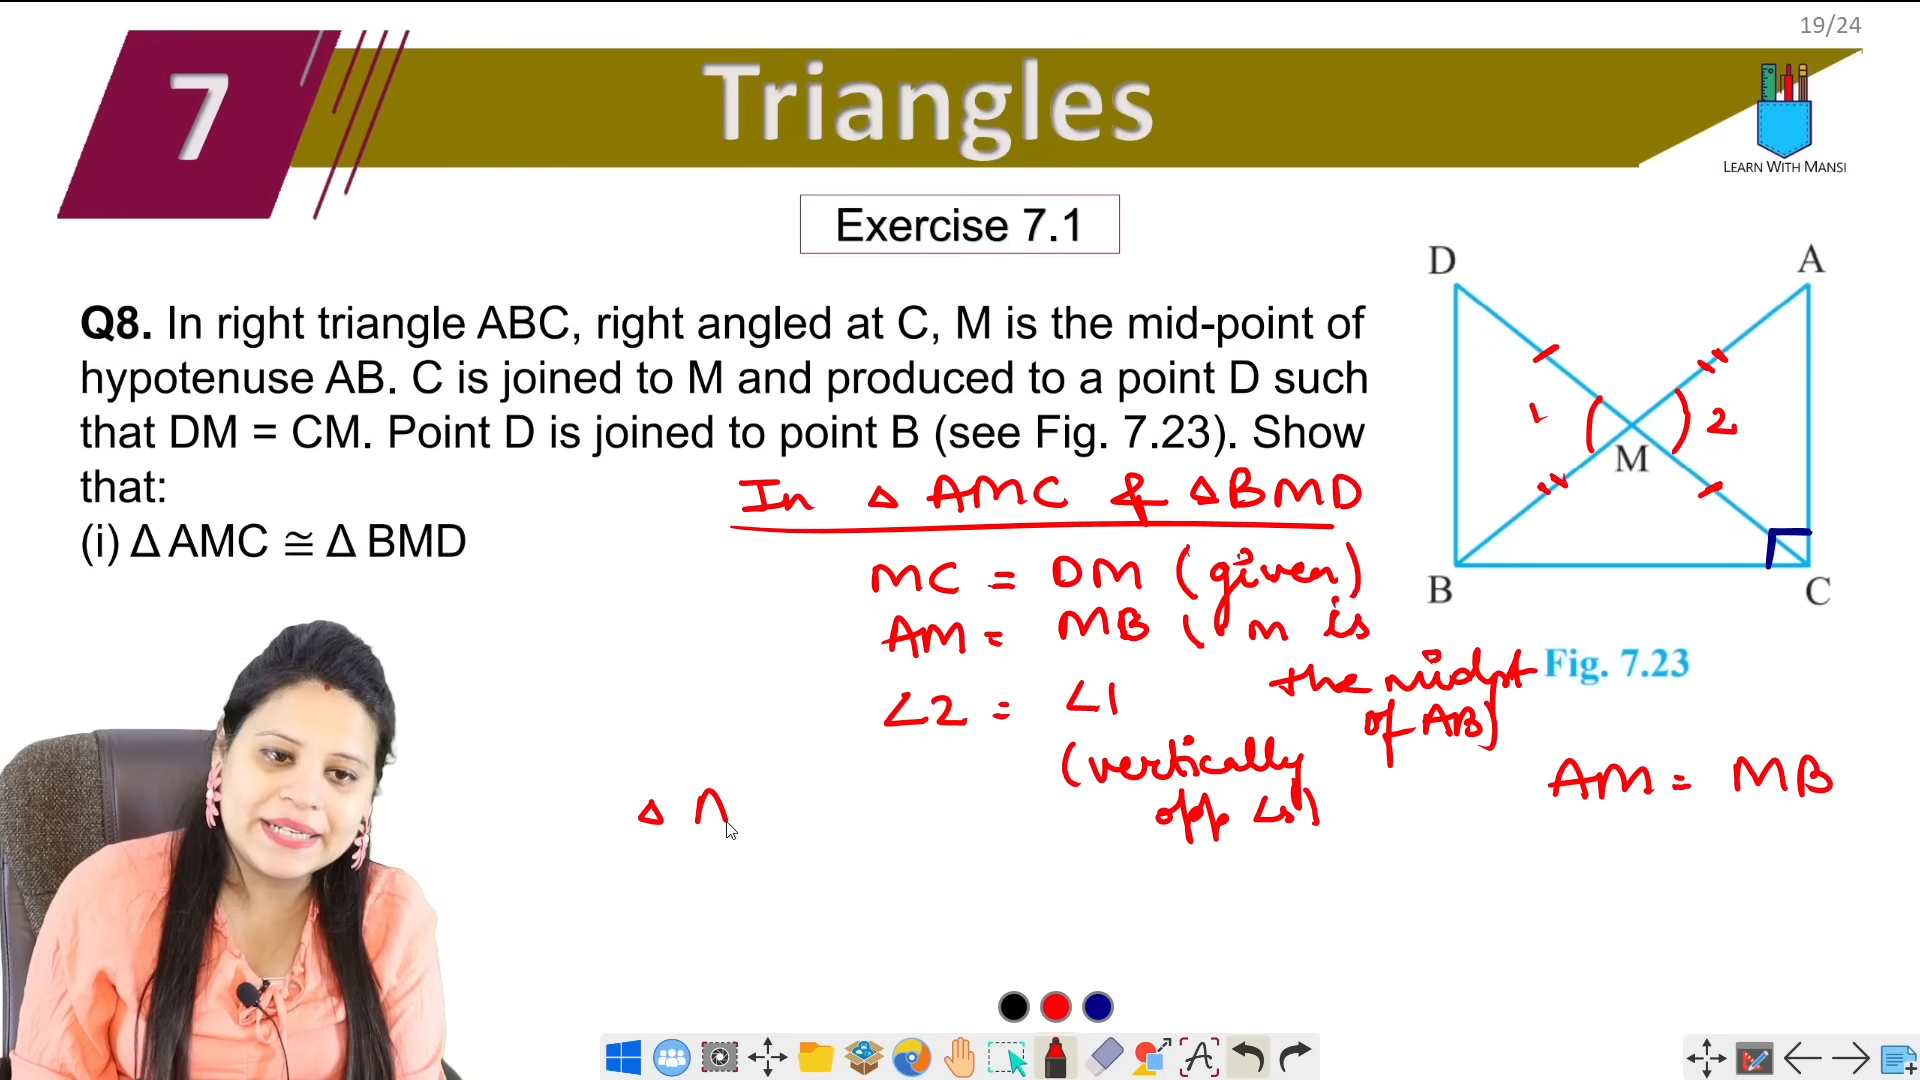 19/24
7
Triangles
LEARN WITH MANSI
Exercise 7.1
Q8. In right triangle ABC, right angled at C, M is the mid-point of
hypotenuse AB. C is joined to M and produced to a point D such
that DM = CM. Point D is joined to point B (see Fig. 7.23). Show
that:
(i) Δ AMC ≅ Δ BMD
In Δ AMC & Δ BMD
MC = DM (given)
AM = MB ( m is
the midpt
of AB)
∠2 = ∠1
(vertically
opp ∠s)
Δ
AM = MB
D
A
1
2
M
B
C
Fig. 7.23